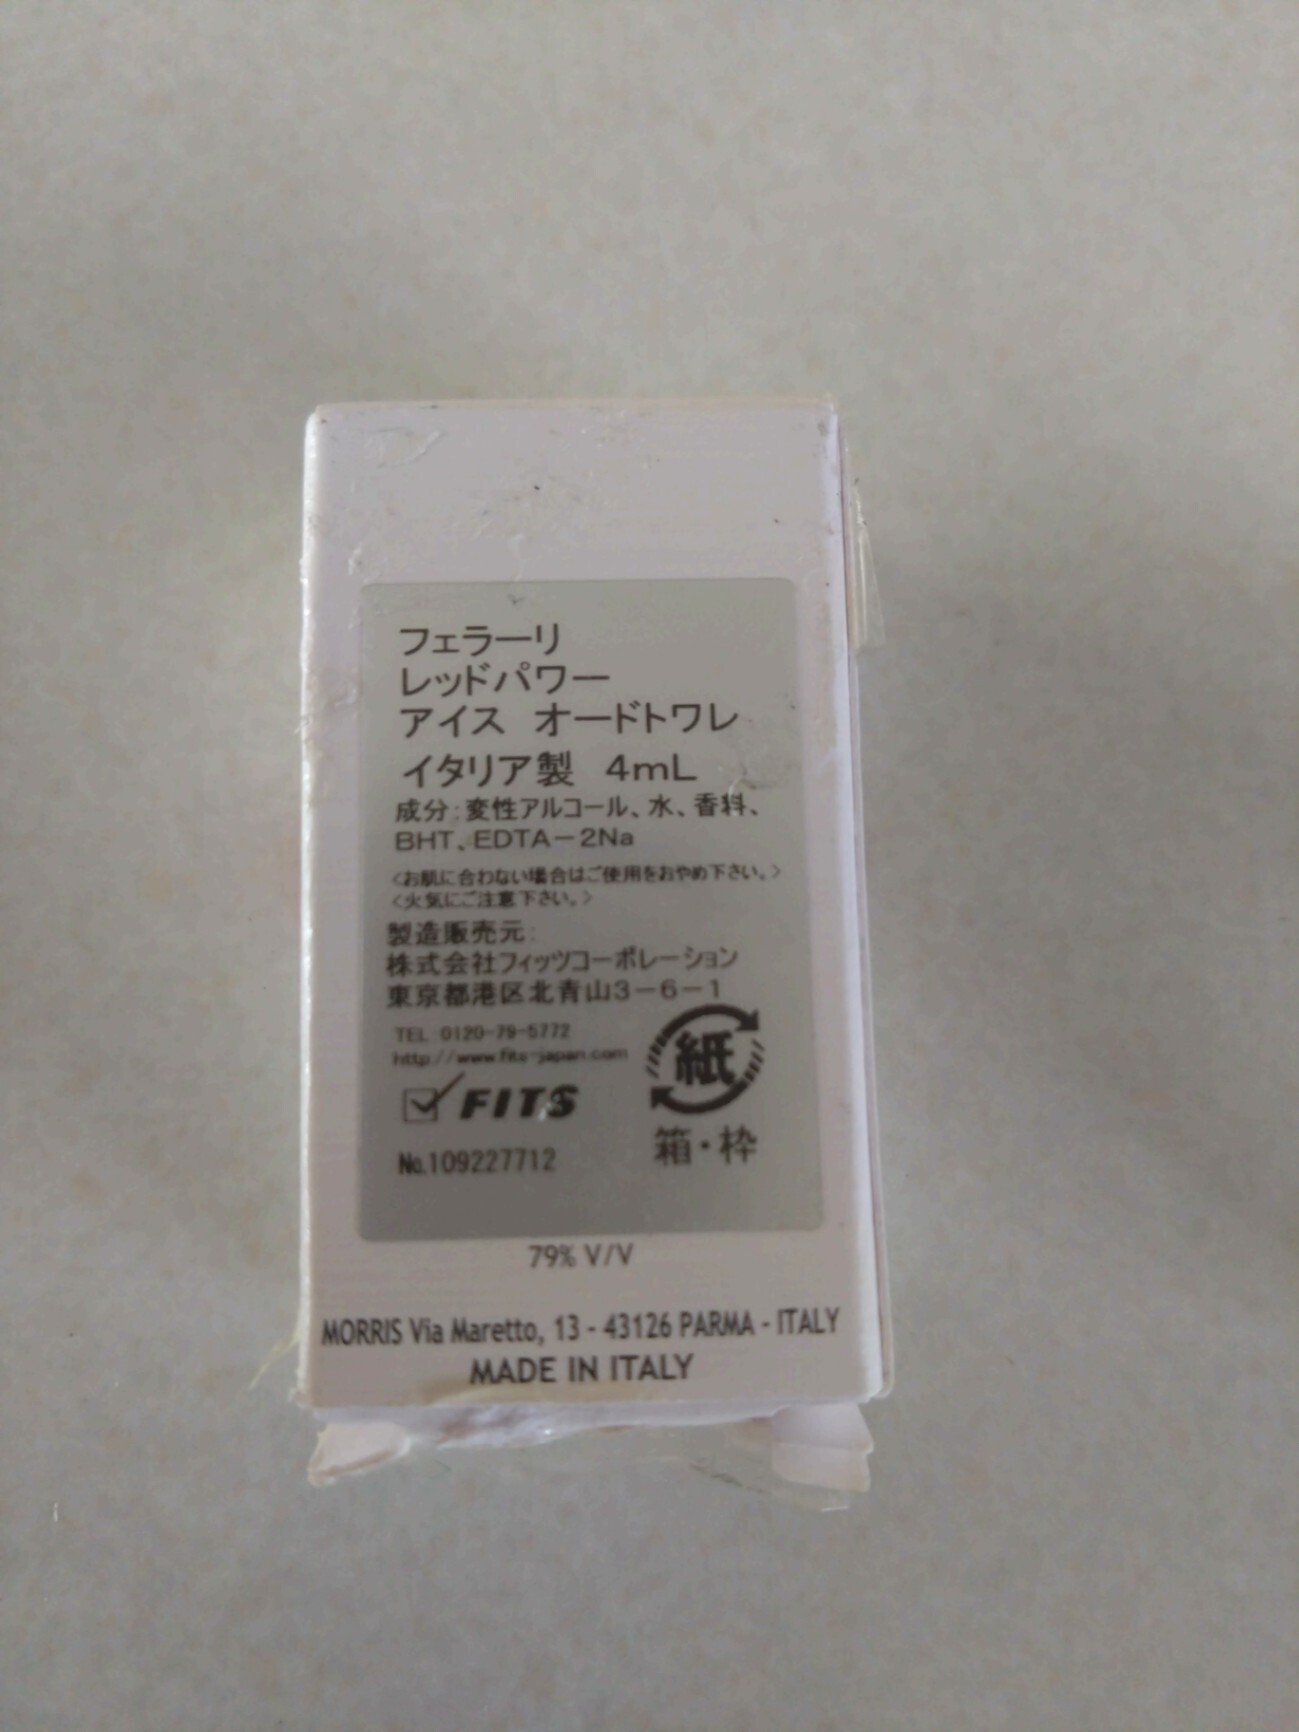 フェラーリ
レッドパワー
アイス オードトワレ
イタリア製 4mL
成分:変性アルコール、水、香料、
BHT、EDTA-2Na
<お肌に合わない場合はご使用をおやめ下さい。>
<火気にご注意下さい。>
製造販売元:
株式会社フィッツコーポレーション
東京都港区北青山3-6-1
TEL 0120-79-5772
http://www.fits-japan.com
紙
FITS
箱・枠
№109227712
79% V/V
MORRIS Via Maretto, 13 - 43126 PARMA - ITALY
MADE IN ITALY